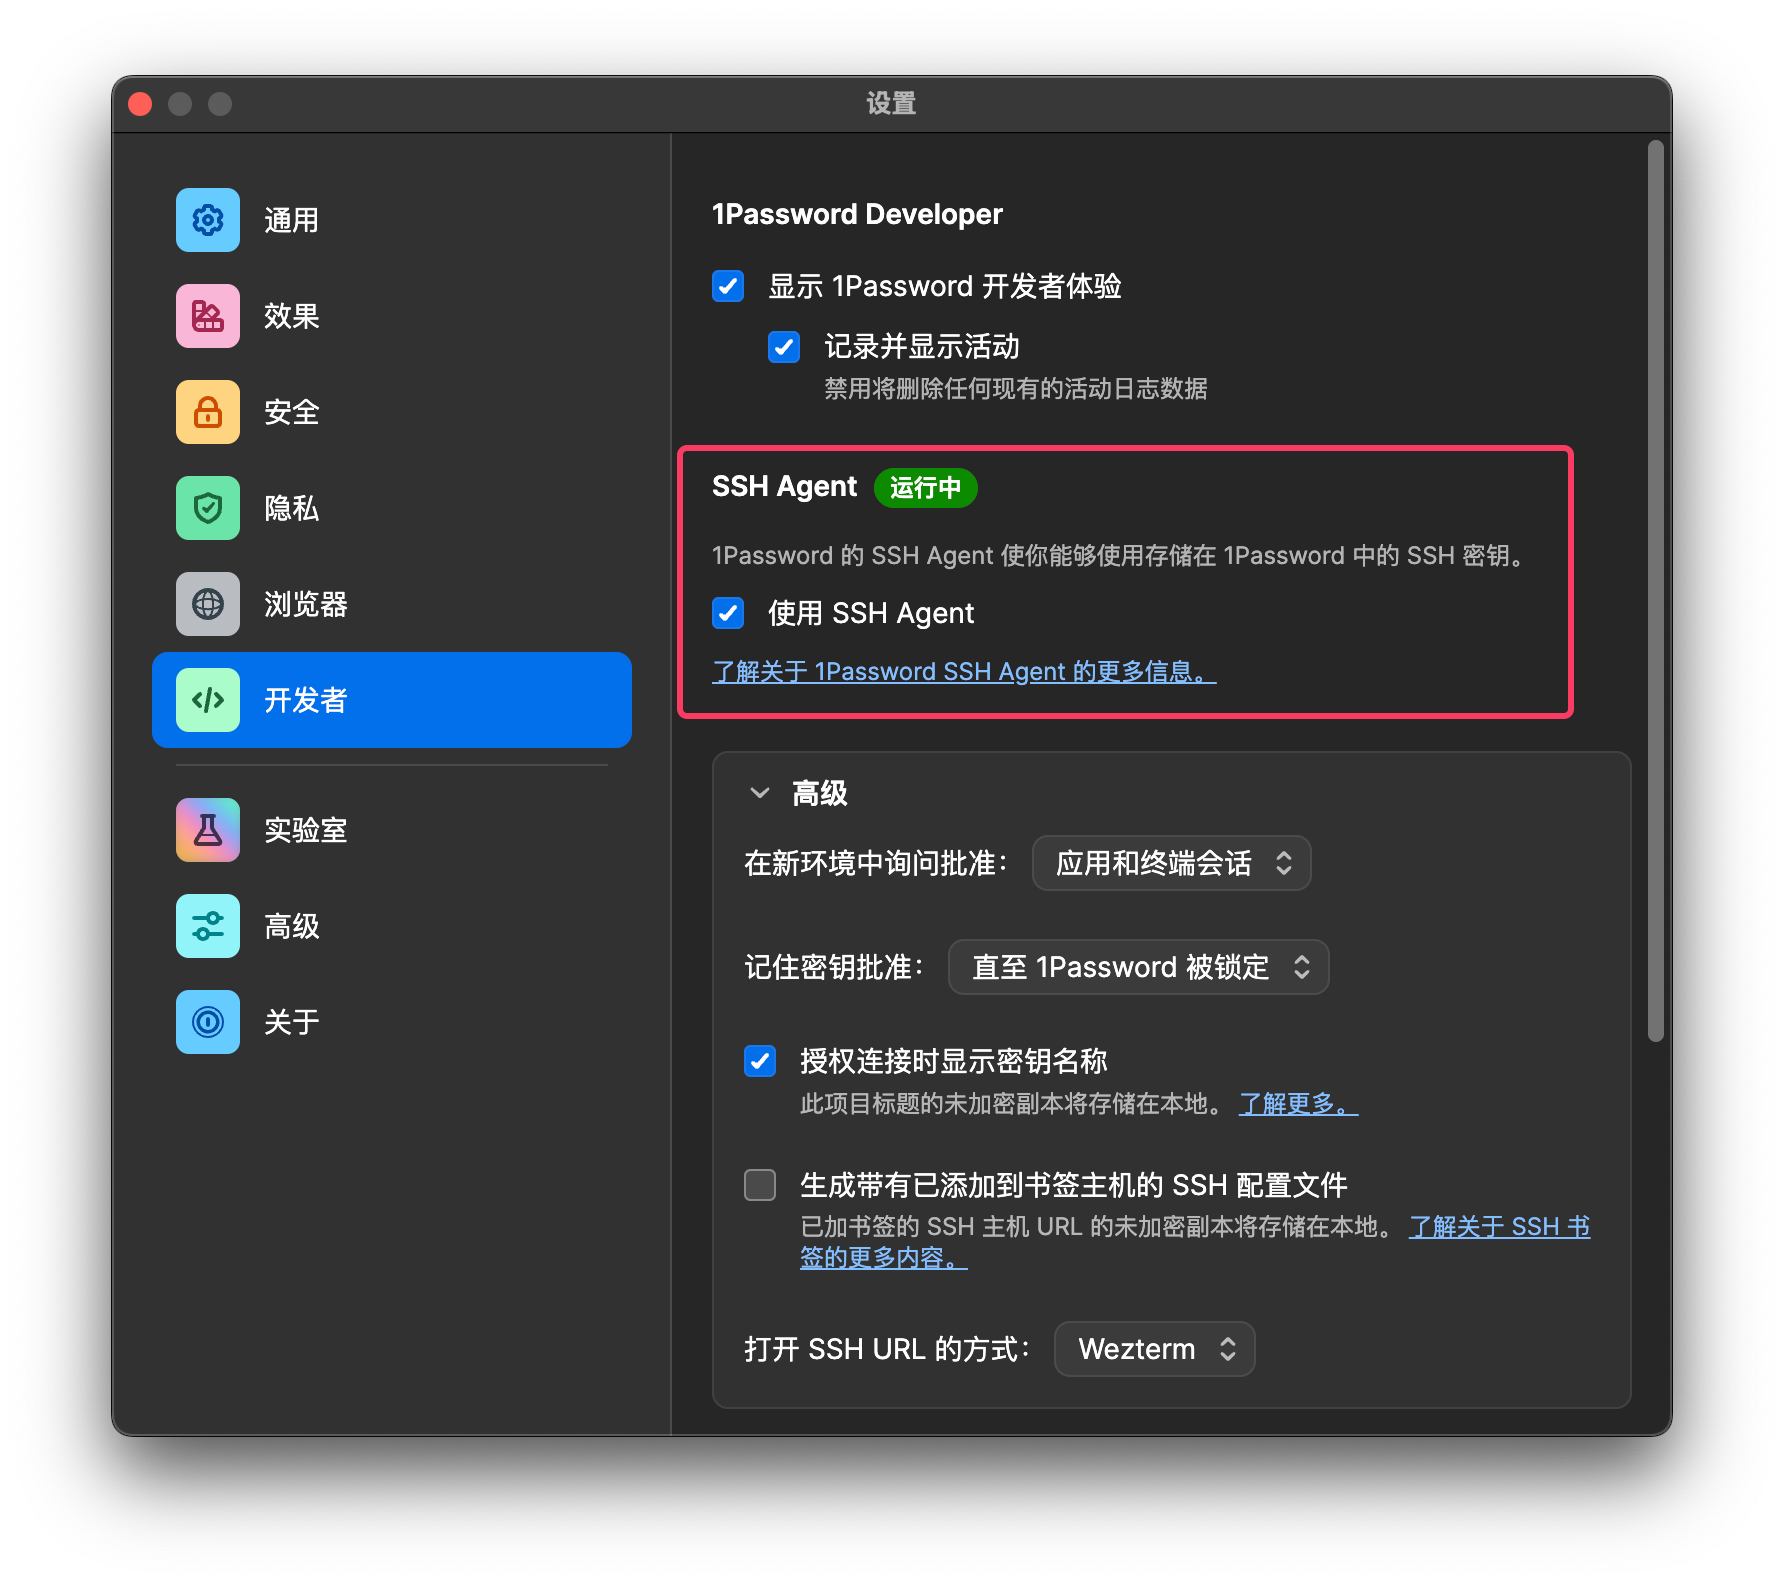 设置
通用
效果
安全
隐私
浏览器
开发者
实验室
高级
关于
1Password Developer
显示 1Password 开发者体验
记录并显示活动
禁用将删除任何现有的活动日志数据
SSH Agent 运行中
1Password 的 SSH Agent 使你能够使用存储在 1Password 中的 SSH 密钥。
使用 SSH Agent
了解关于 1Password SSH Agent 的更多信息。
高级
在新环境中询问批准： 应用和终端会话
记住密钥批准： 直至 1Password 被锁定
授权连接时显示密钥名称
此项目标题的未加密副本将存储在本地。 了解更多。
生成带有已添加到书签主机的 SSH 配置文件
已加书签的 SSH 主机 URL 的未加密副本将存储在本地。 了解关于 SSH 书
签的更多内容。
打开 SSH URL 的方式： Wezterm